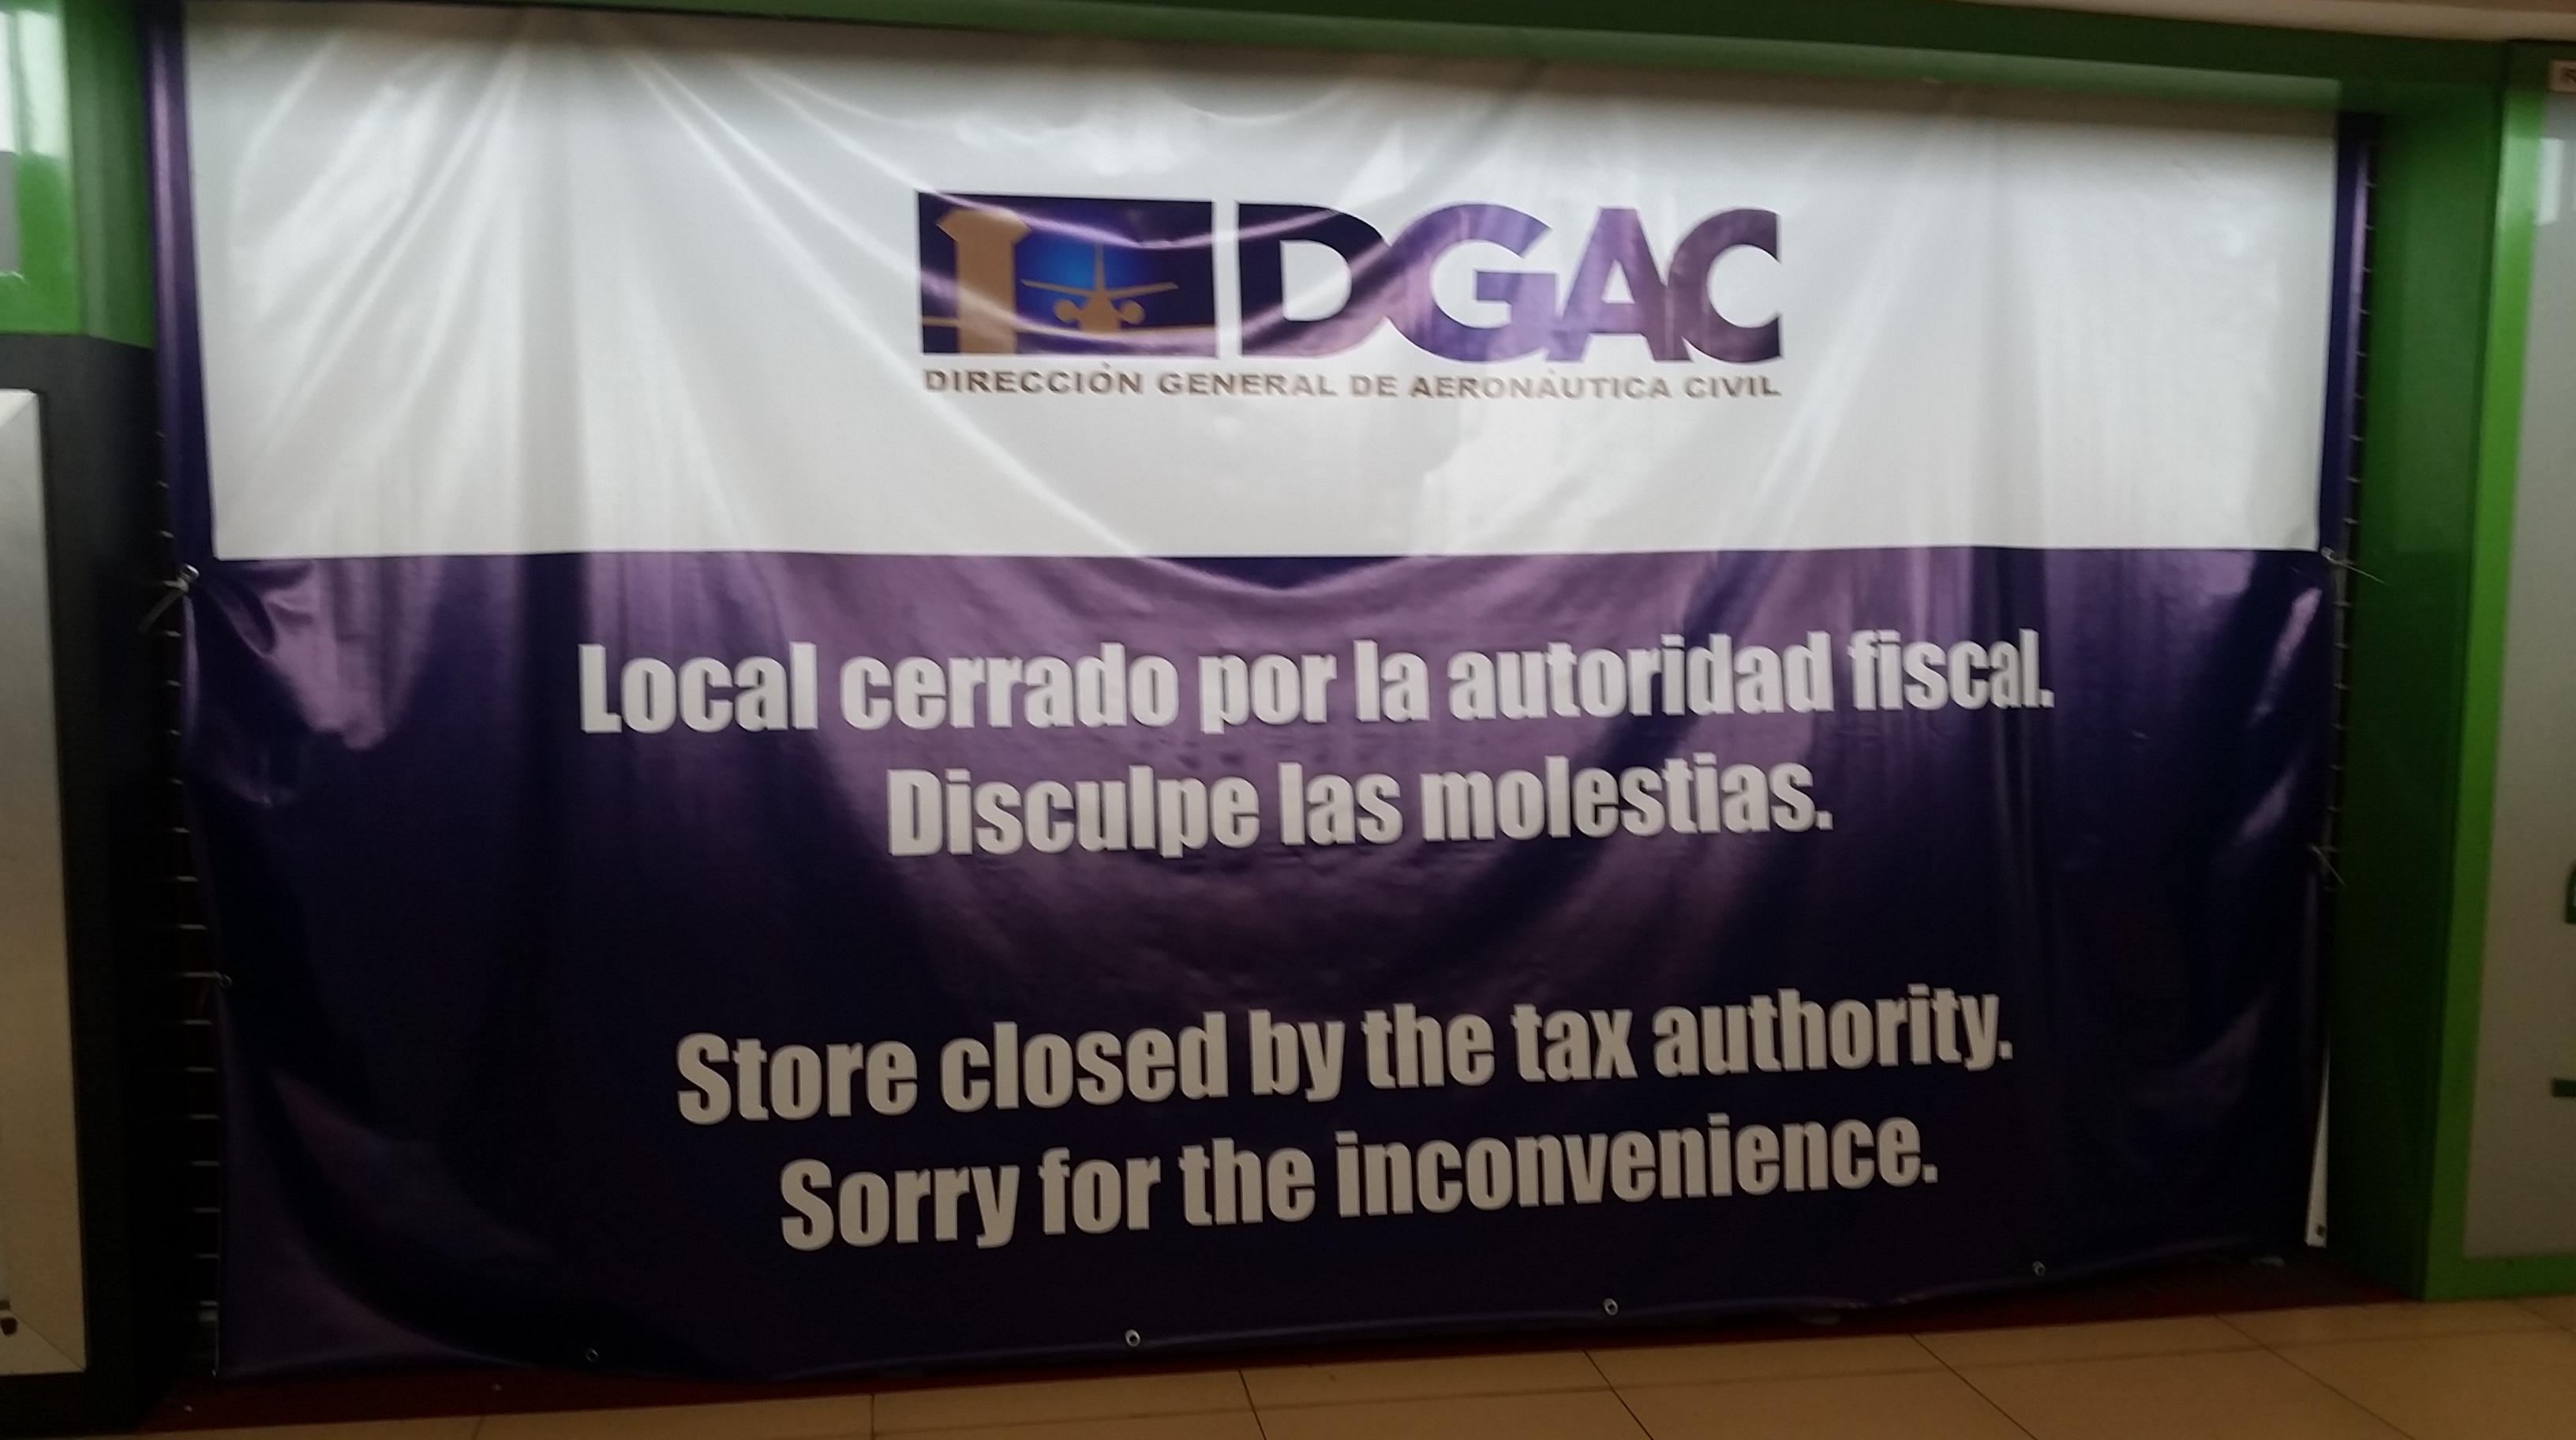 DGAC
DIRECCIÓN GENERAL DE AERONÁUTICA CIVIL
Local cerrado por la autoridad fiscal.
Disculpe las molestias.
Store closed by the tax authority.
Sorry for the inconvenience.